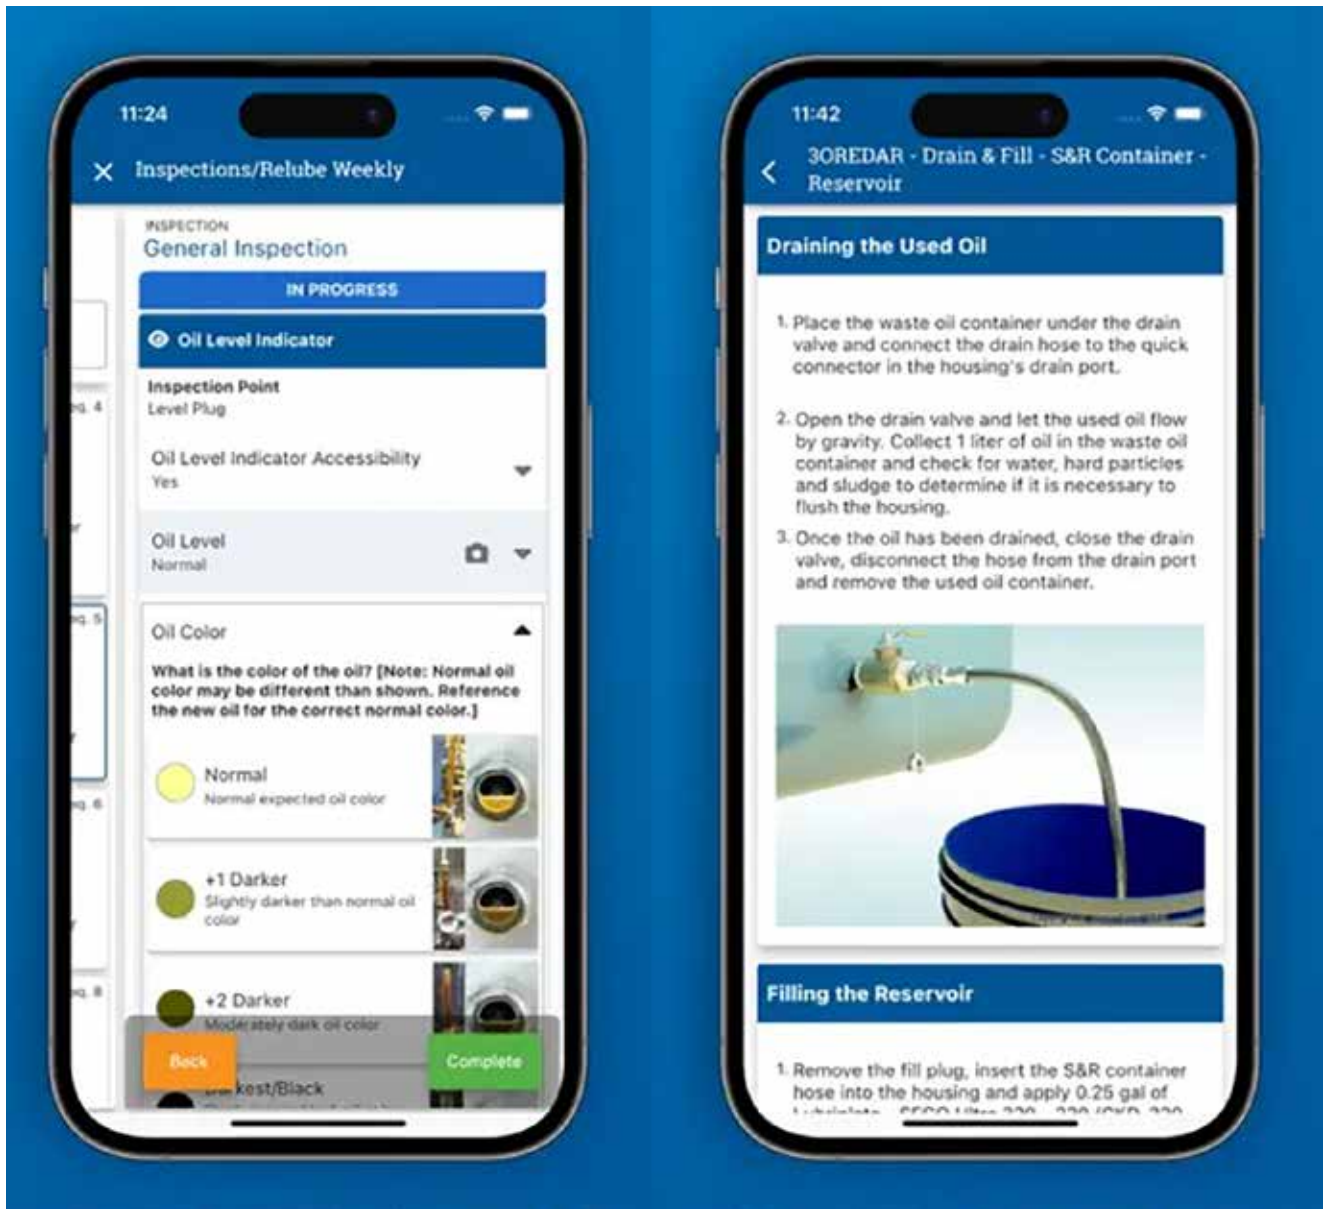 11:24
Inspections/Relube Weekly
INSPECTION
General Inspection
IN PROGRESS
Oil Level Indicator
Inspection Point
Level Plug
eq. 4
Oil Level Indicator Accessibility
Yes
Oil Level
Normal
eq. 5
Oil Color
What is the color of the oil? [Note: Normal oil
color may be different than shown. Reference
the new oil for the correct normal color.]
Normal
Normal expected oil color
eq. 6
+1 Darker
Slightly darker than normal oil
color
eq. 8
+2 Darker
Moderately dark oil color
Back
Complete
Darkest/Black
11:42
3OREDAR - Drain & Fill - S&R Container -
Reservoir
Draining the Used Oil
1. Place the waste oil container under the drain
valve and connect the drain hose to the quick
connector in the housing's drain port.
2. Open the drain valve and let the used oil flow
by gravity. Collect 1 liter of oil in the waste oil
container and check for water, hard particles
and sludge to determine if it is necessary to
flush the housing.
3. Once the oil has been drained, close the drain
valve, disconnect the hose from the drain port
and remove the used oil container.
Filling the Reservoir
1. Remove the fill plug, insert the S&R container
hose into the housing and apply 0.25 gal of